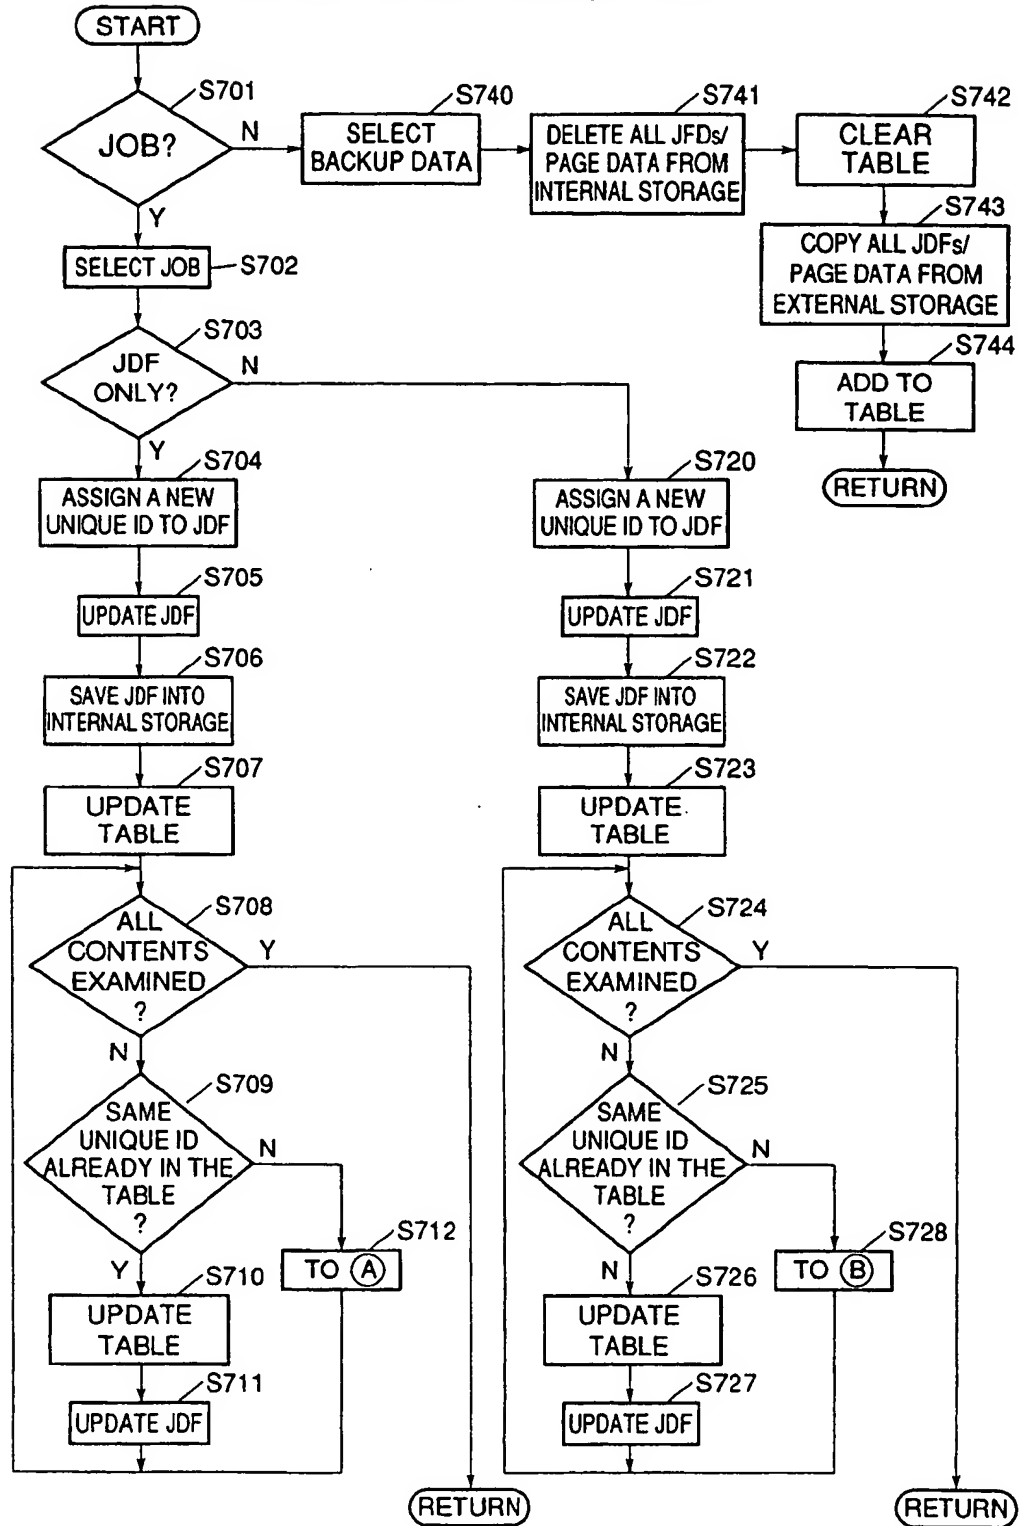 START
S701
JOB?
N
Y
S740
SELECT
BACKUP DATA
S741
DELETE ALL JFDs/
PAGE DATA FROM
INTERNAL STORAGE
S742
CLEAR
TABLE
S743
COPY ALL JDFs/
PAGE DATA FROM
EXTERNAL STORAGE
S744
ADD TO
TABLE
RETURN
SELECT JOB
S702
S703
JDF
ONLY?
N
Y
S704
ASSIGN A NEW
UNIQUE ID TO JDF
S705
UPDATE JDF
S706
SAVE JDF INTO
INTERNAL STORAGE
S707
UPDATE
TABLE
S708
ALL
CONTENTS
EXAMINED
?
Y
N
S709
SAME
UNIQUE ID
ALREADY IN THE
TABLE
?
N
Y
S712
TO A
S710
UPDATE
TABLE
S711
UPDATE JDF
RETURN
S720
ASSIGN A NEW
UNIQUE ID TO JDF
S721
UPDATE JDF
S722
SAVE JDF INTO
INTERNAL STORAGE
S723
UPDATE
TABLE
S724
ALL
CONTENTS
EXAMINED
?
Y
N
S725
SAME
UNIQUE ID
ALREADY IN THE
TABLE
?
N
N
S728
TO B
S726
UPDATE
TABLE
S727
UPDATE JDF
RETURN